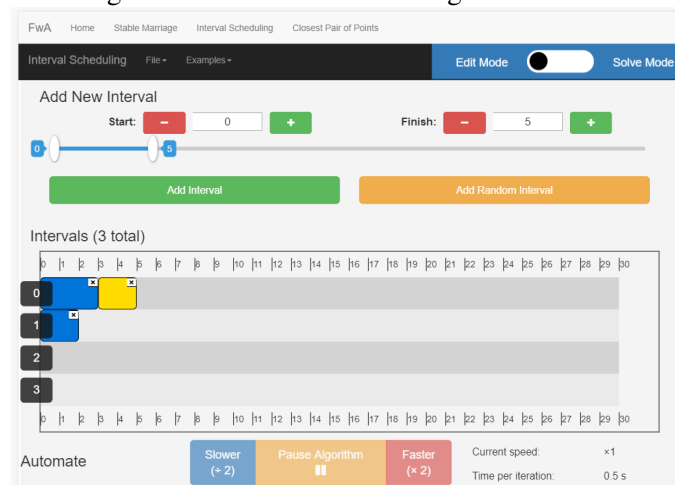 FwA Home Stable Marriage Interval Scheduling Closest Pair of Points
Interval Scheduling File Examples Edit Mode Solve Mode
Add New Interval
Start: − 0 + Finish: − 5 +
0 5
Add Interval Add Random Interval
Intervals (3 total)
0 1 2 3 4 5 6 7 8 9 10 11 12 13 14 15 16 17 18 19 20 21 22 23 24 25 26 27 28 29 30
0 x x
1 x
2
3
0 1 2 3 4 5 6 7 8 9 10 11 12 13 14 15 16 17 18 19 20 21 22 23 24 25 26 27 28 29 30
Automate Slower (÷ 2) Pause Algorithm Faster (× 2) Current speed: ×1
Time per iteration: 0.5 s